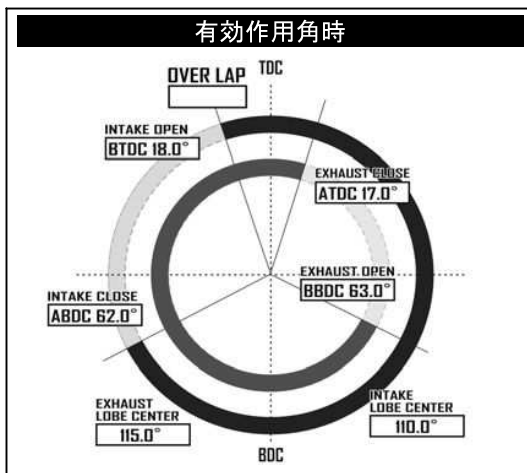 有効作用角時
TDC
OVER LAP
INTAKE OPEN
BTDC 18.0°
EXHAUST CLOSE
ATDC 17.0°
EXHAUST OPEN
BBDC 63.0°
INTAKE CLOSE
ABDC 62.0°
EXHAUST
LOBE CENTER
115.0°
INTAKE
LOBE CENTER
110.0°
BDC